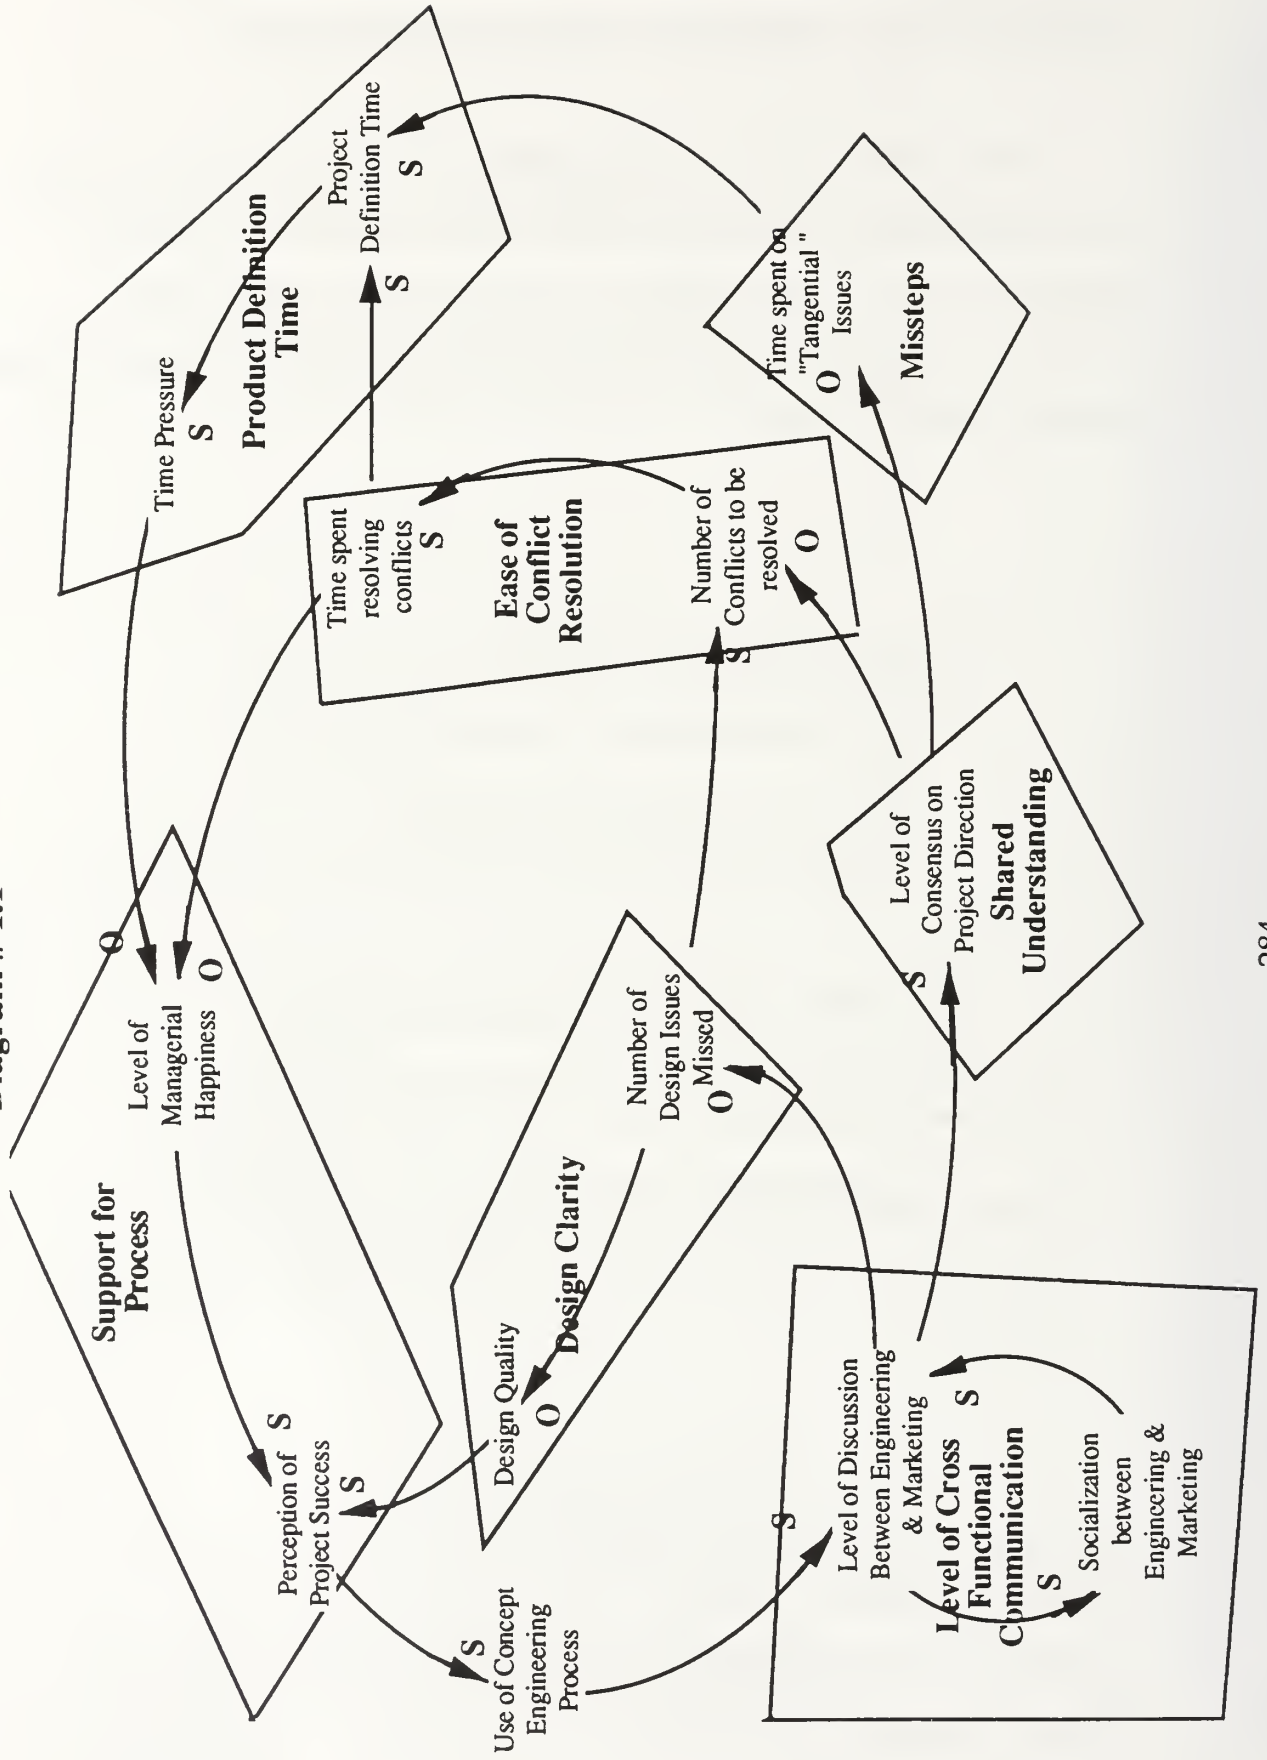 Support for
Process
Level of
Managerial
Happiness
O
O
Perception of
Project Success
S
S
Time Pressure
S
Product Definition
Time
Project
Definition Time
S
S
Time spent
resolving
conflicts
S
Ease of
Conflict
Resolution
Number of
Conflicts to be
resolved
S
O
Design Quality
O
Design Clarity
Number of
Design Issues
Missed
O
Use of Concept
Engineering
Process
S
S
Level of Discussion
Between Engineering
& Marketing
S
Level of Cross
Functional
Communication
S
Socialization
between
Engineering &
Marketing
S
Level of
Consensus on
Project Direction
Shared
Understanding
Time spent on
"Tangential "
Issues
O
Missteps